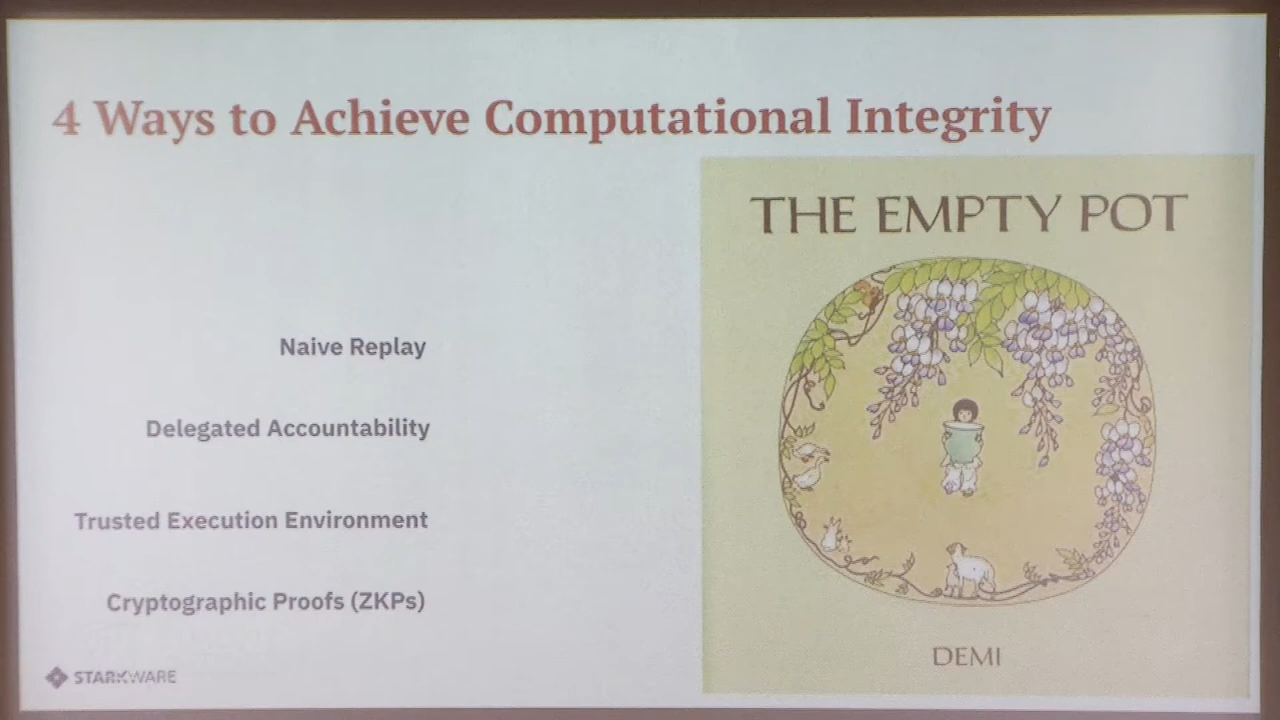 4 Ways to Achieve Computational Integrity
THE EMPTY POT
Naive Replay
Delegated Accountability
Trusted Execution Environment
Cryptographic Proofs (ZKPs)
DEMI
STARKWARE